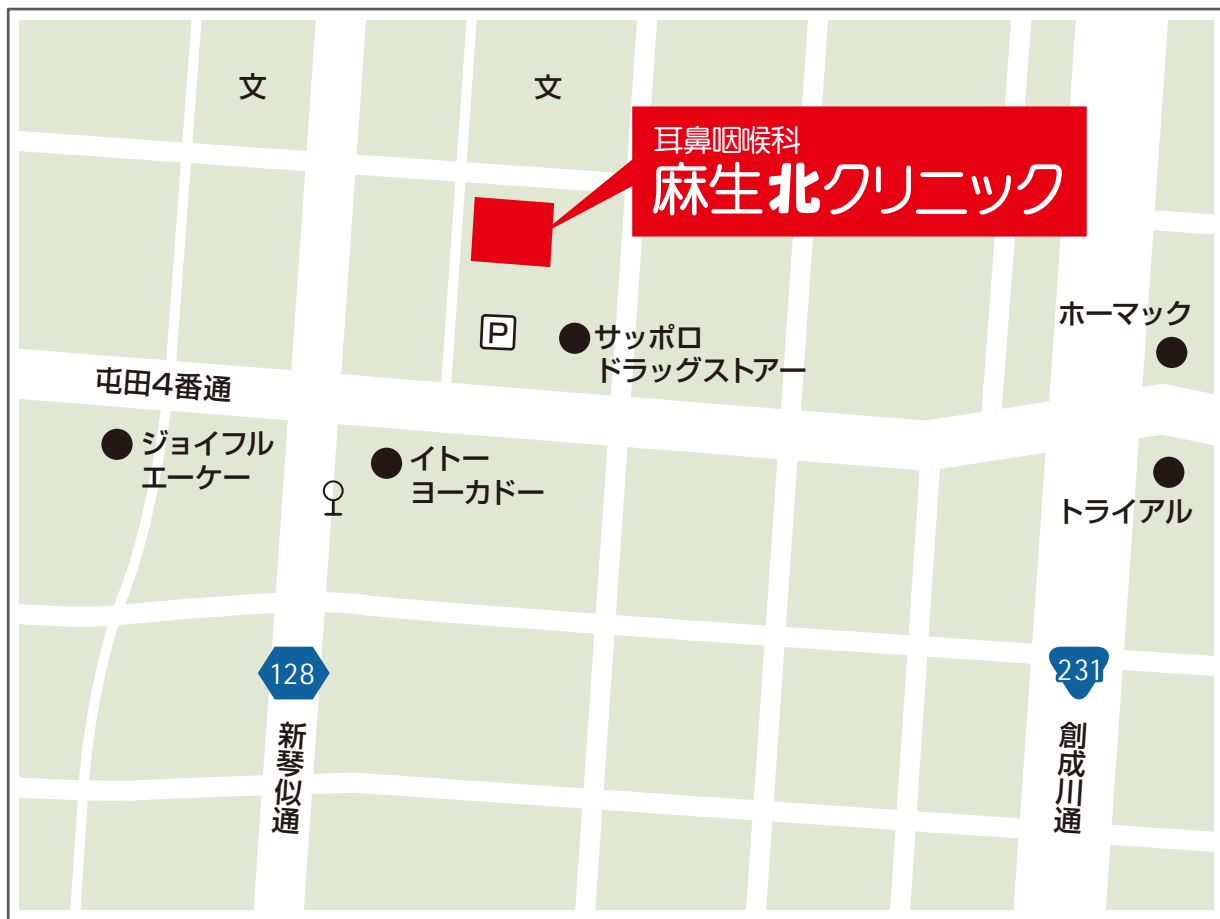 文
文
耳鼻咽喉科
麻生北クリニック
P
サッポロ
ドラッグストアー
ホーマック
屯田4番通
ジョイフル
エーケー
イトー
ヨーカドー
トライアル
128
231
新琴似通
創成川通